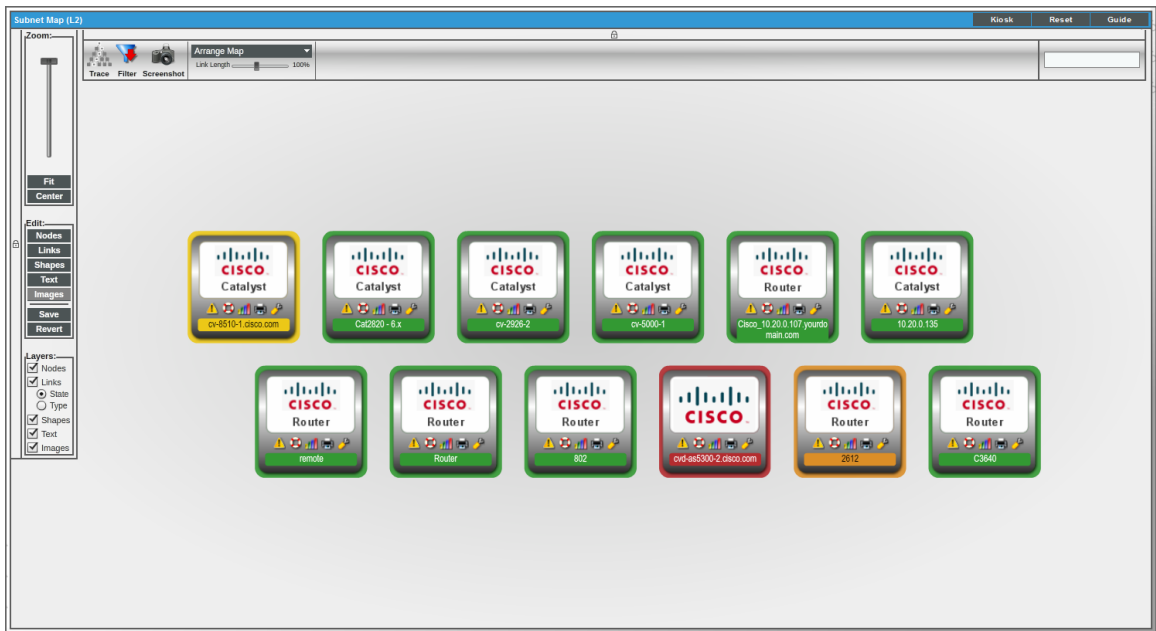 Subnet Map (L2)
Kiosk
Reset
Guide
Zoom:
Trace
Filter
Screenshot
Arrange Map
Link Length
100%
Fit
Center
Edit:
Nodes
Links
Shapes
Text
Images
Save
Revert
Layers:
Nodes
Links
State
Type
Shapes
Text
Images
CISCO
Catalyst
cv-8510-1.cisco.com
CISCO
Catalyst
Cat2820 - 6.x
CISCO
Catalyst
cv-2926-2
CISCO
Catalyst
cv-5000-1
CISCO
Router
Cisco_10.20.0.107.yourdo
main.com
CISCO
Catalyst
10.20.0.135
CISCO
Router
remote
CISCO
Router
Router
CISCO
Router
802
CISCO
cvd-as5300-2.cisco.com
CISCO
Router
2612
CISCO
Router
C3640